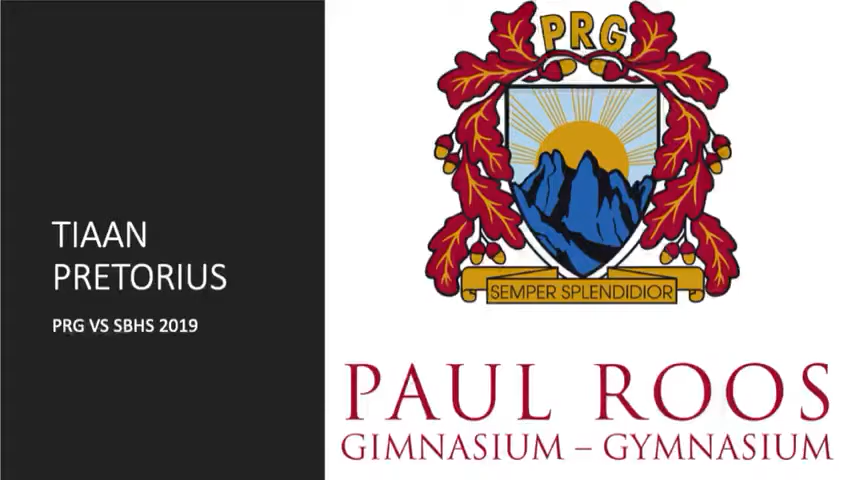 TIAAN
PRETORIUS
PRG VS SBHS 2019
PRG
SEMPER SPLENDIDIOR
PAUL ROOS
GIMNASIUM – GYMNASIUM